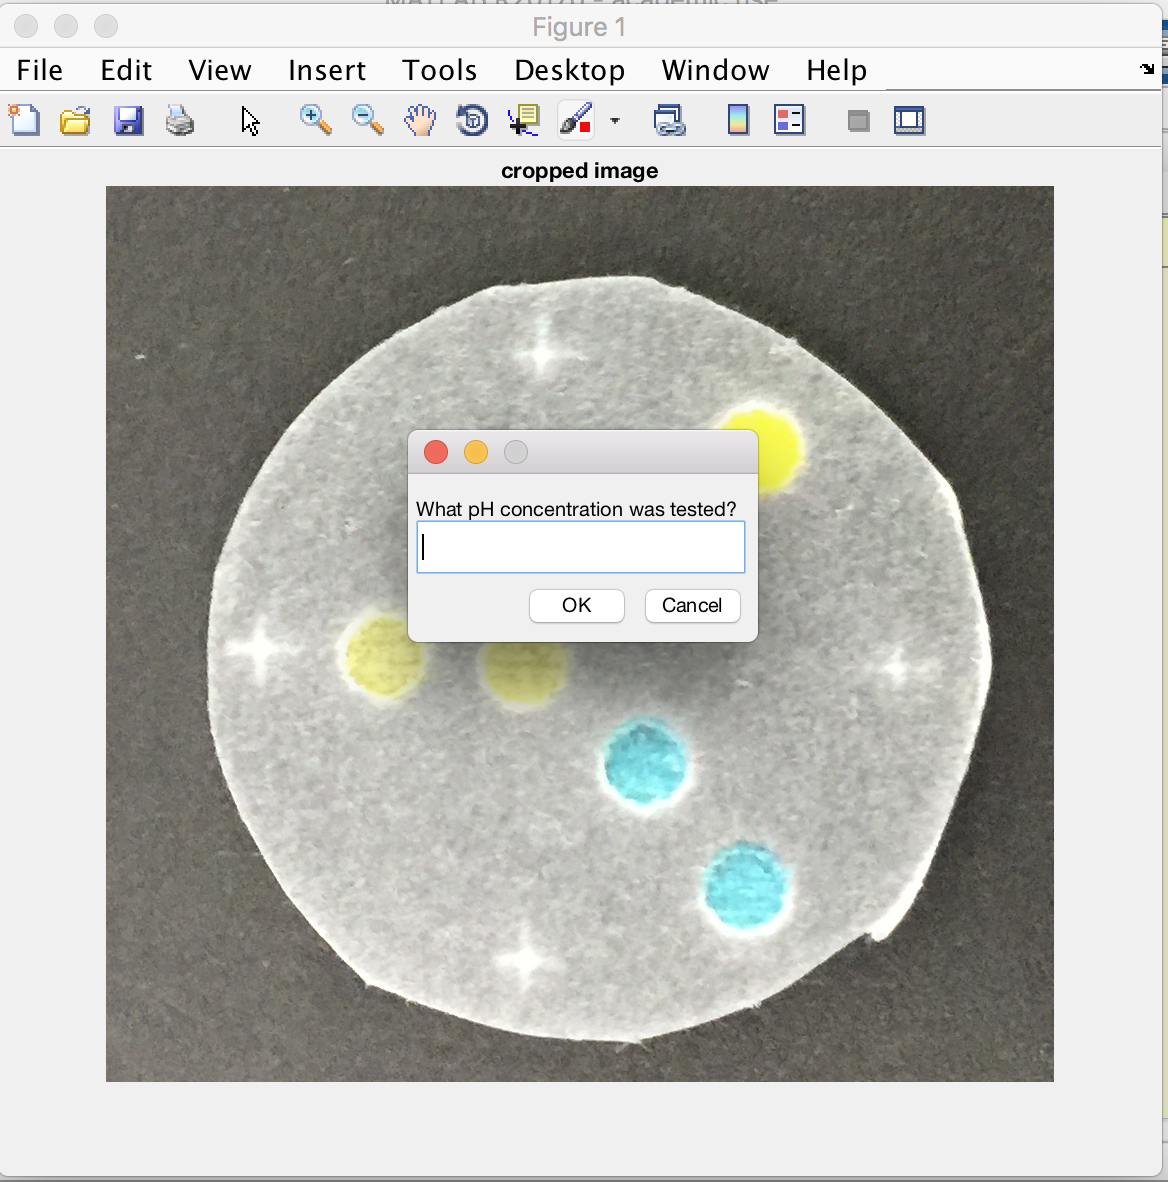 Figure 1
File Edit View Insert Tools Desktop Window Help
cropped image
What pH concentration was tested?
OK Cancel